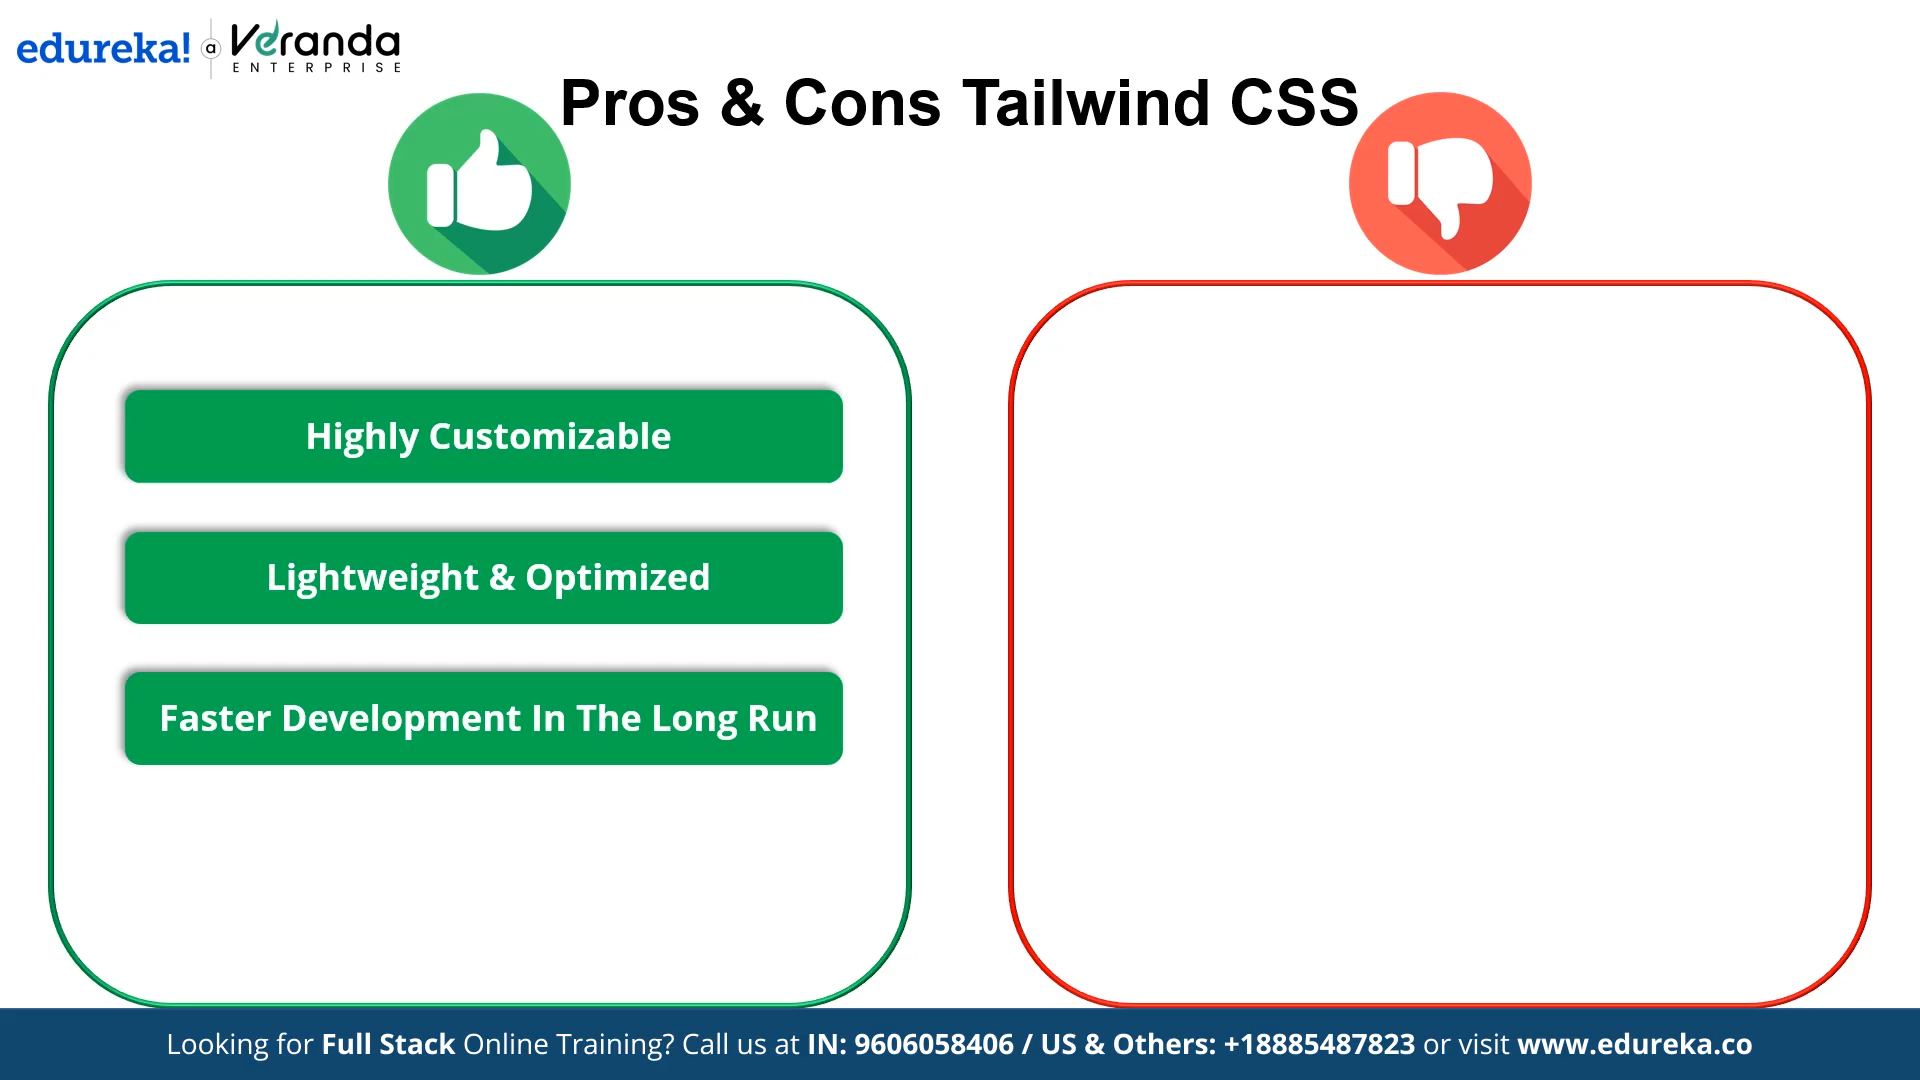 edureka! a Veranda
ENTERPRISE
Pros & Cons Tailwind CSS
Highly Customizable
Lightweight & Optimized
Faster Development In The Long Run
Looking for Full Stack Online Training? Call us at IN: 9606058406 / US & Others: +18885487823 or visit www.edureka.co